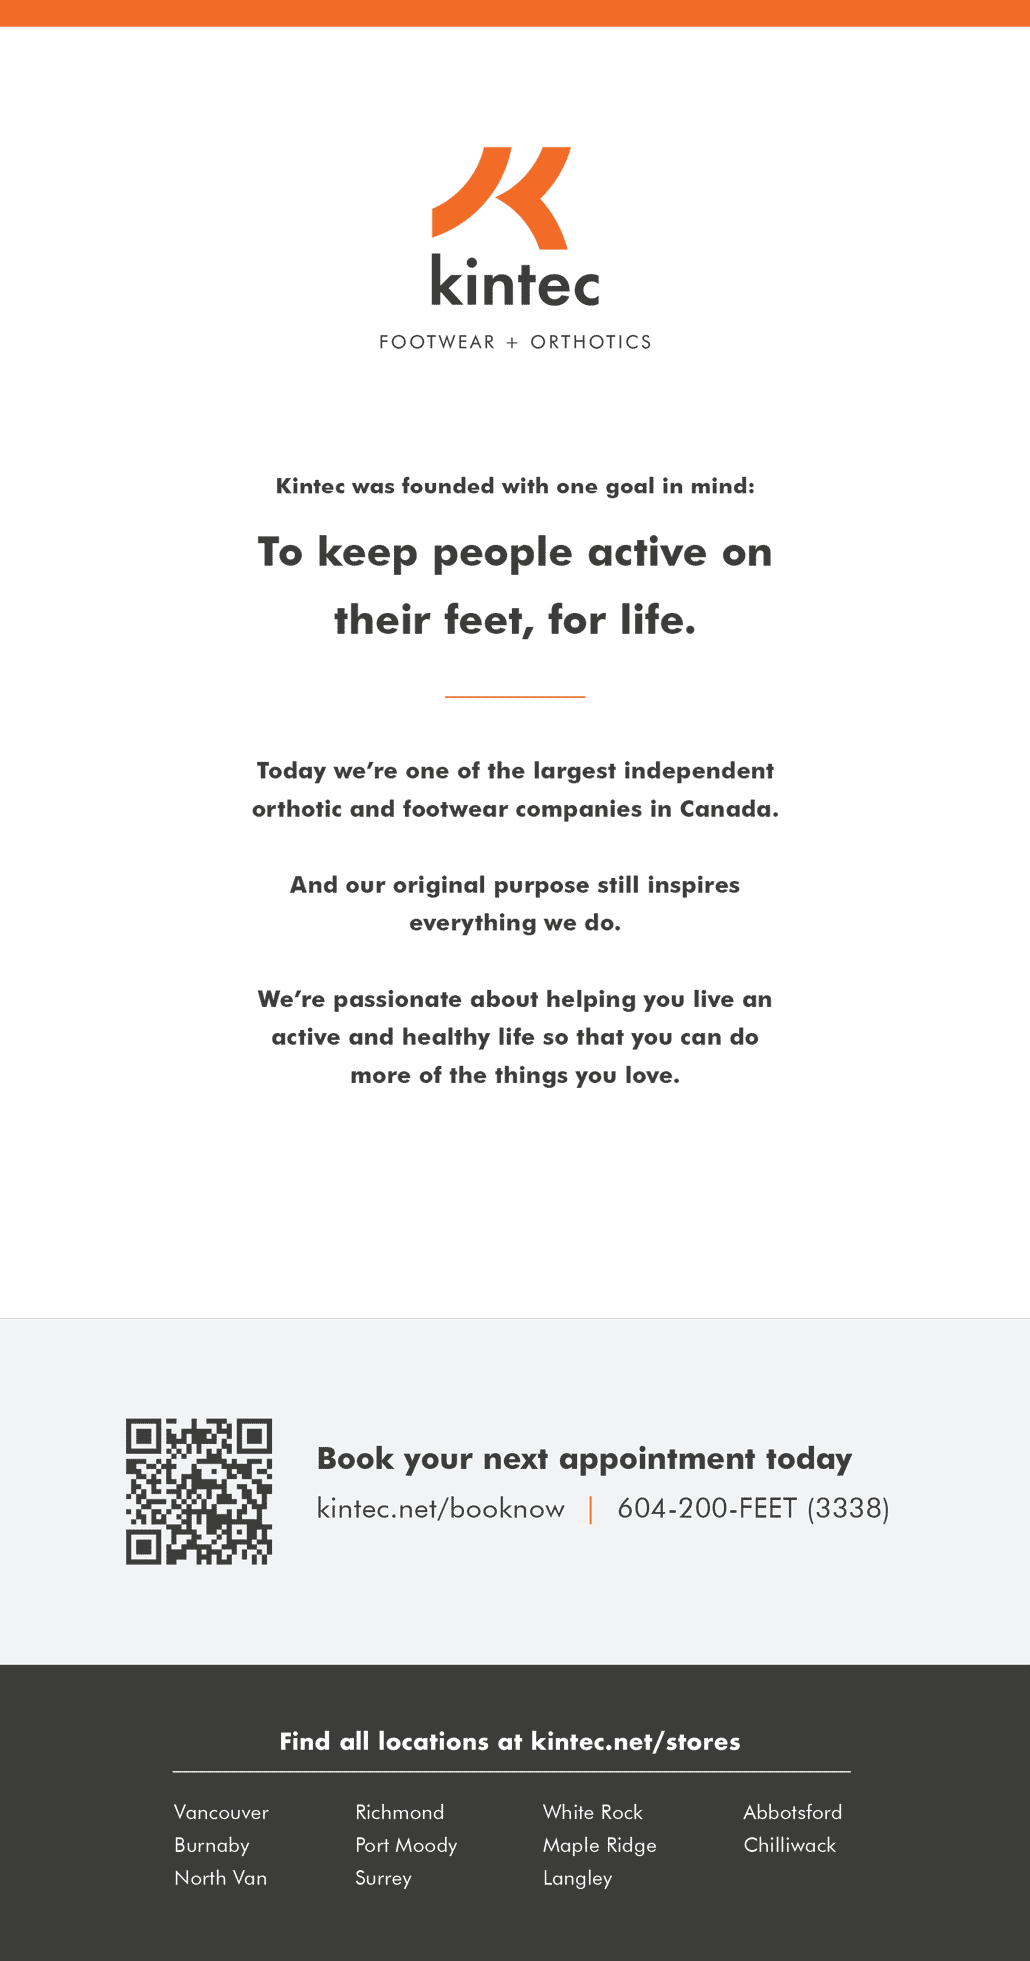 kintec
FOOTWEAR + ORTHOTICS
Kintec was founded with one goal in mind:
To keep people active on
their feet, for life.
Today we’re one of the largest independent
orthotic and footwear companies in Canada.
And our original purpose still inspires
everything we do.
We’re passionate about helping you live an
active and healthy life so that you can do
more of the things you love.
Book your next appointment today
kintec.net/booknow | 604-200-FEET (3338)
Find all locations at kintec.net/stores
Vancouver Richmond White Rock Abbotsford
Burnaby Port Moody Maple Ridge Chilliwack
North Van Surrey Langley